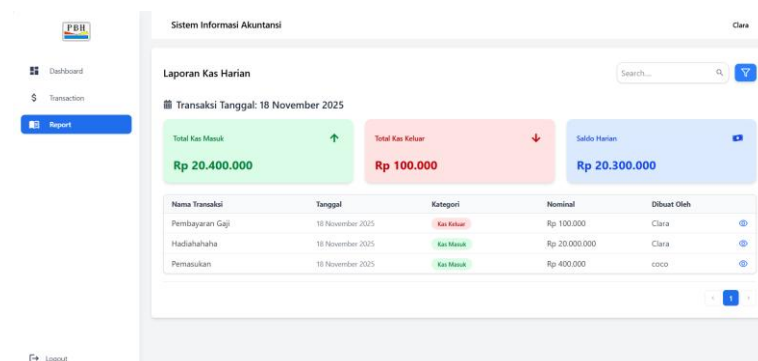 PBH
Sistem Informasi Akuntansi
Clara
Dashboard
Transaction
Report
Logout
Laporan Kas Harian
Search...
Transaksi Tanggal: 18 November 2025
Total Kas Masuk
Rp 20.400.000
Total Kas Keluar
Rp 100.000
Saldo Harian
Rp 20.300.000
Nama Transaksi Tanggal Kategori Nominal Dibuat Oleh
Pembayaran Gaji 18 November 2025 Kas Keluar Rp 100.000 Clara
Hadiahahaha 18 November 2025 Kas Masuk Rp 20.000.000 Clara
Pemasukan 18 November 2025 Kas Masuk Rp 400.000 coco
1